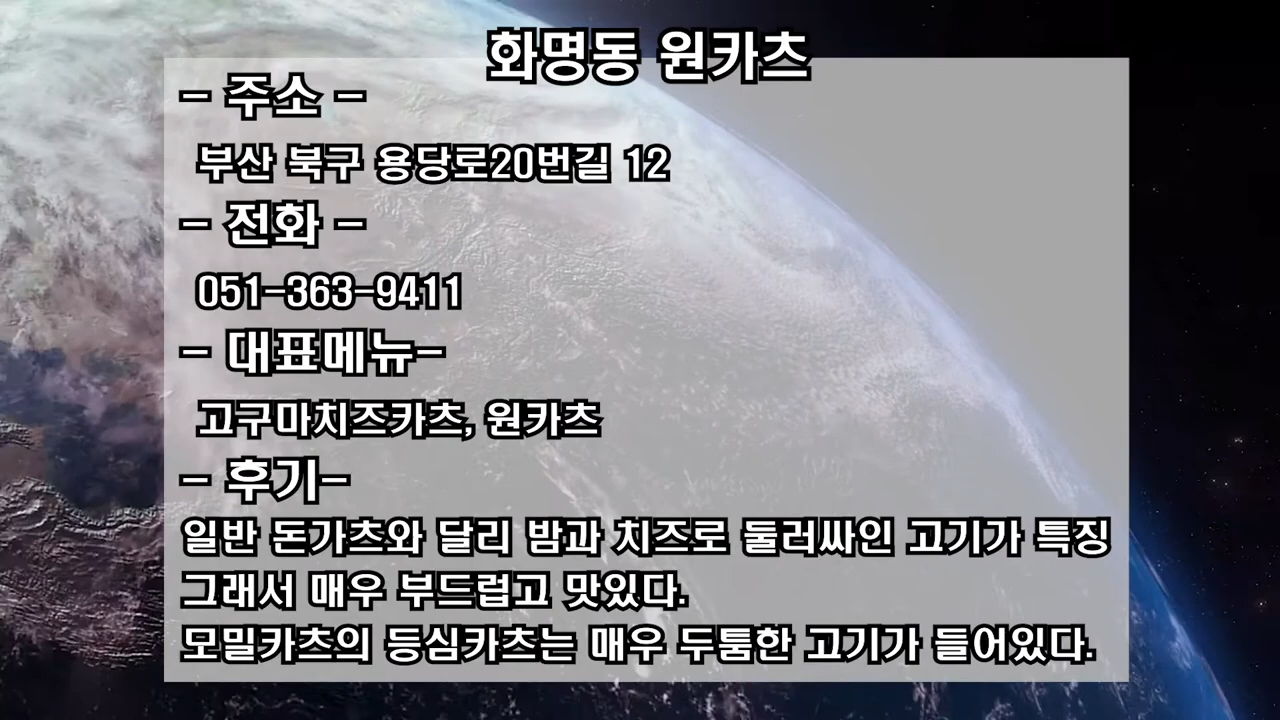 화명동 원카츠
- 주소 -
부산 북구 용당로20번길 12
- 전화 -
051-363-9411
- 대표메뉴-
고구마치즈카츠, 원카츠
- 후기-
일반 돈가츠와 달리 밤과 치즈로 둘러싸인 고기가 특징
그래서 매우 부드럽고 맛있다.
모밀카츠의 등심카츠는 매우 두툼한 고기가 들어있다.